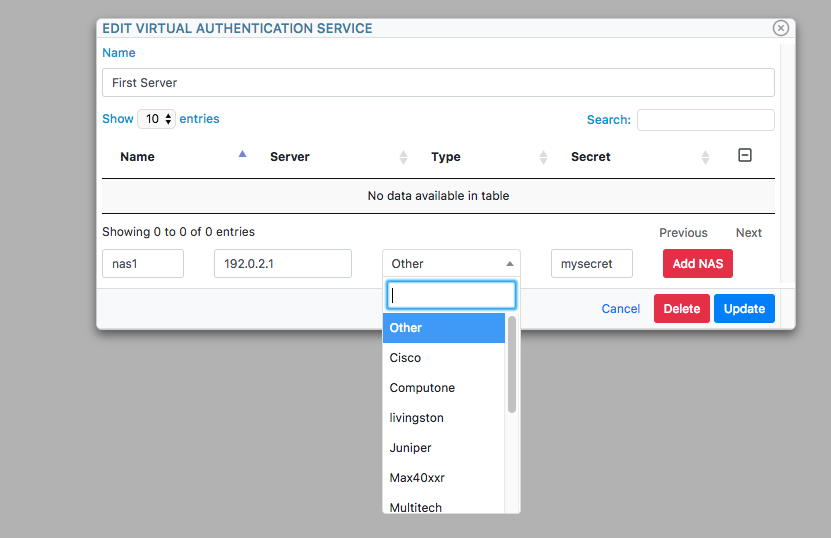 EDIT VIRTUAL AUTHENTICATION SERVICE
Name
First Server
Show 10 entries Search:
Name Server Type Secret
No data available in table
Showing 0 to 0 of 0 entries Previous Next
nas1 192.0.2.1 Other mysecret Add NAS
Cancel Delete Update
Other
Cisco
Computone
livingston
Juniper
Max40xxr
Multitech